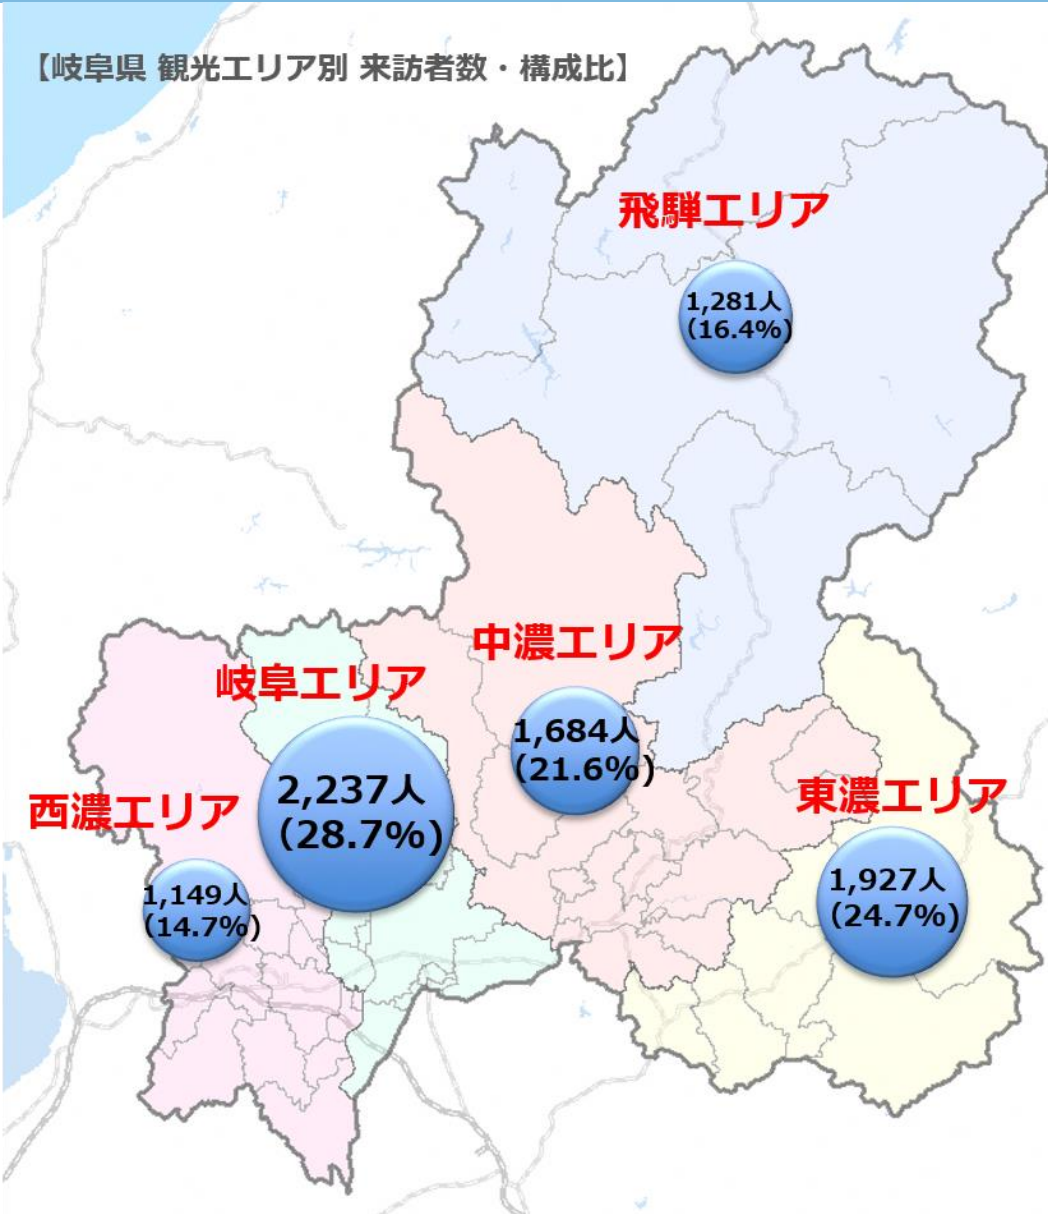 【岐阜県 観光エリア別 来訪者数・構成比】
飛騨エリア
1,281人
(16.4%)
中濃エリア
1,684人
(21.6%)
岐阜エリア
2,237人
(28.7%)
西濃エリア
1,149人
(14.7%)
東濃エリア
1,927人
(24.7%)